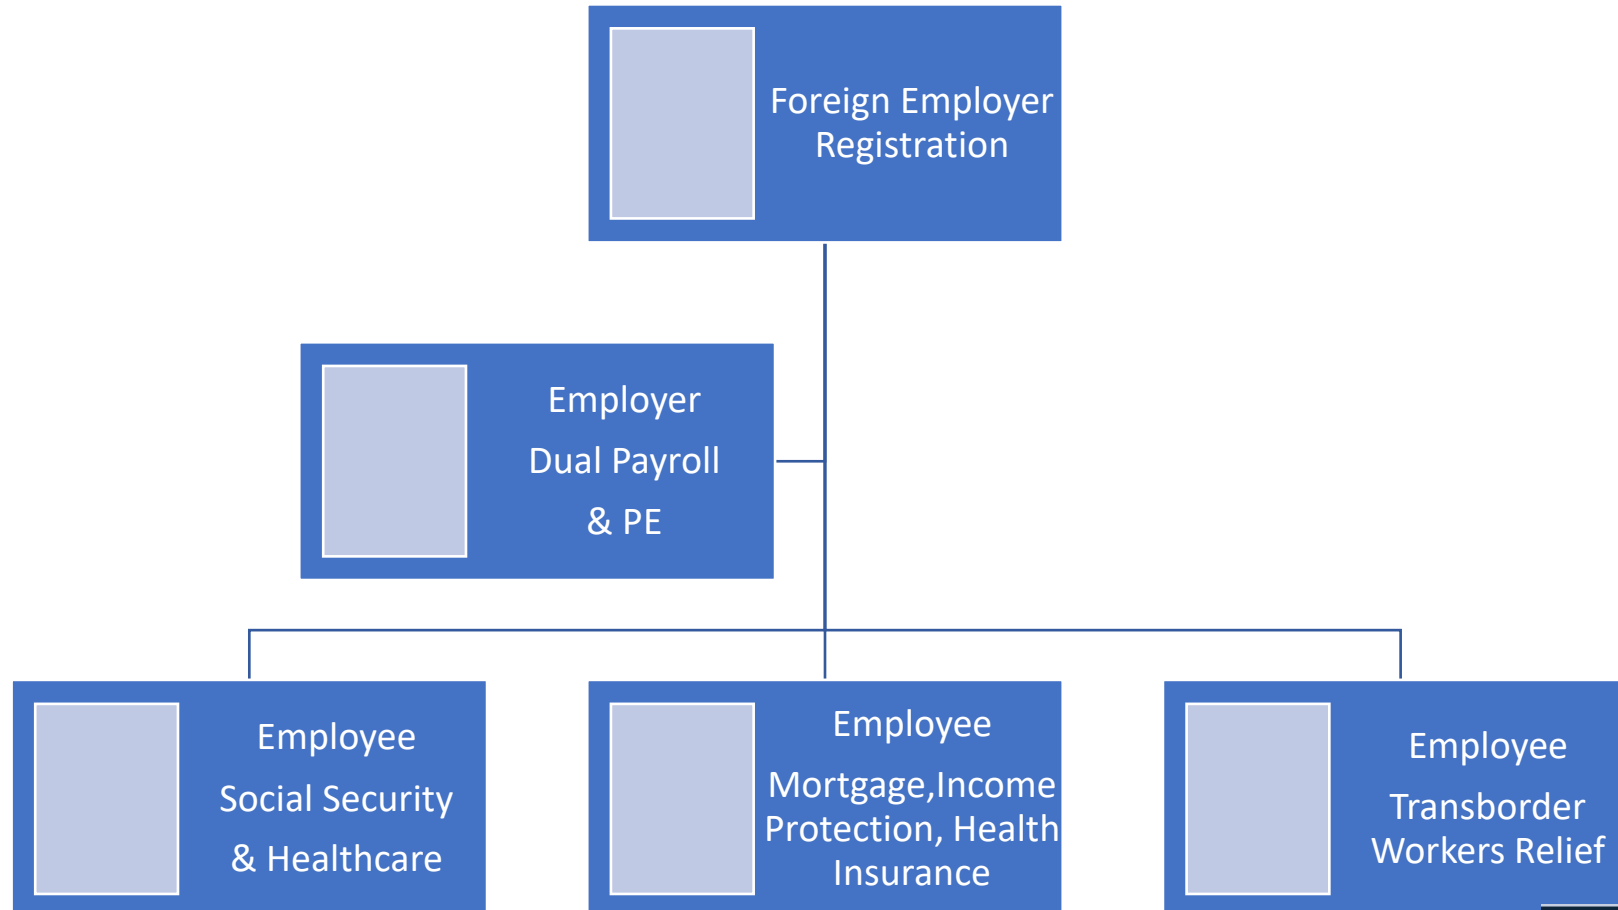 Foreign Employer
Registration
Employer
Dual Payroll
& PE
Employee
Social Security
& Healthcare
Employee
Mortgage,Income
Protection, Health
Insurance
Employee
Transborder
Workers Relief